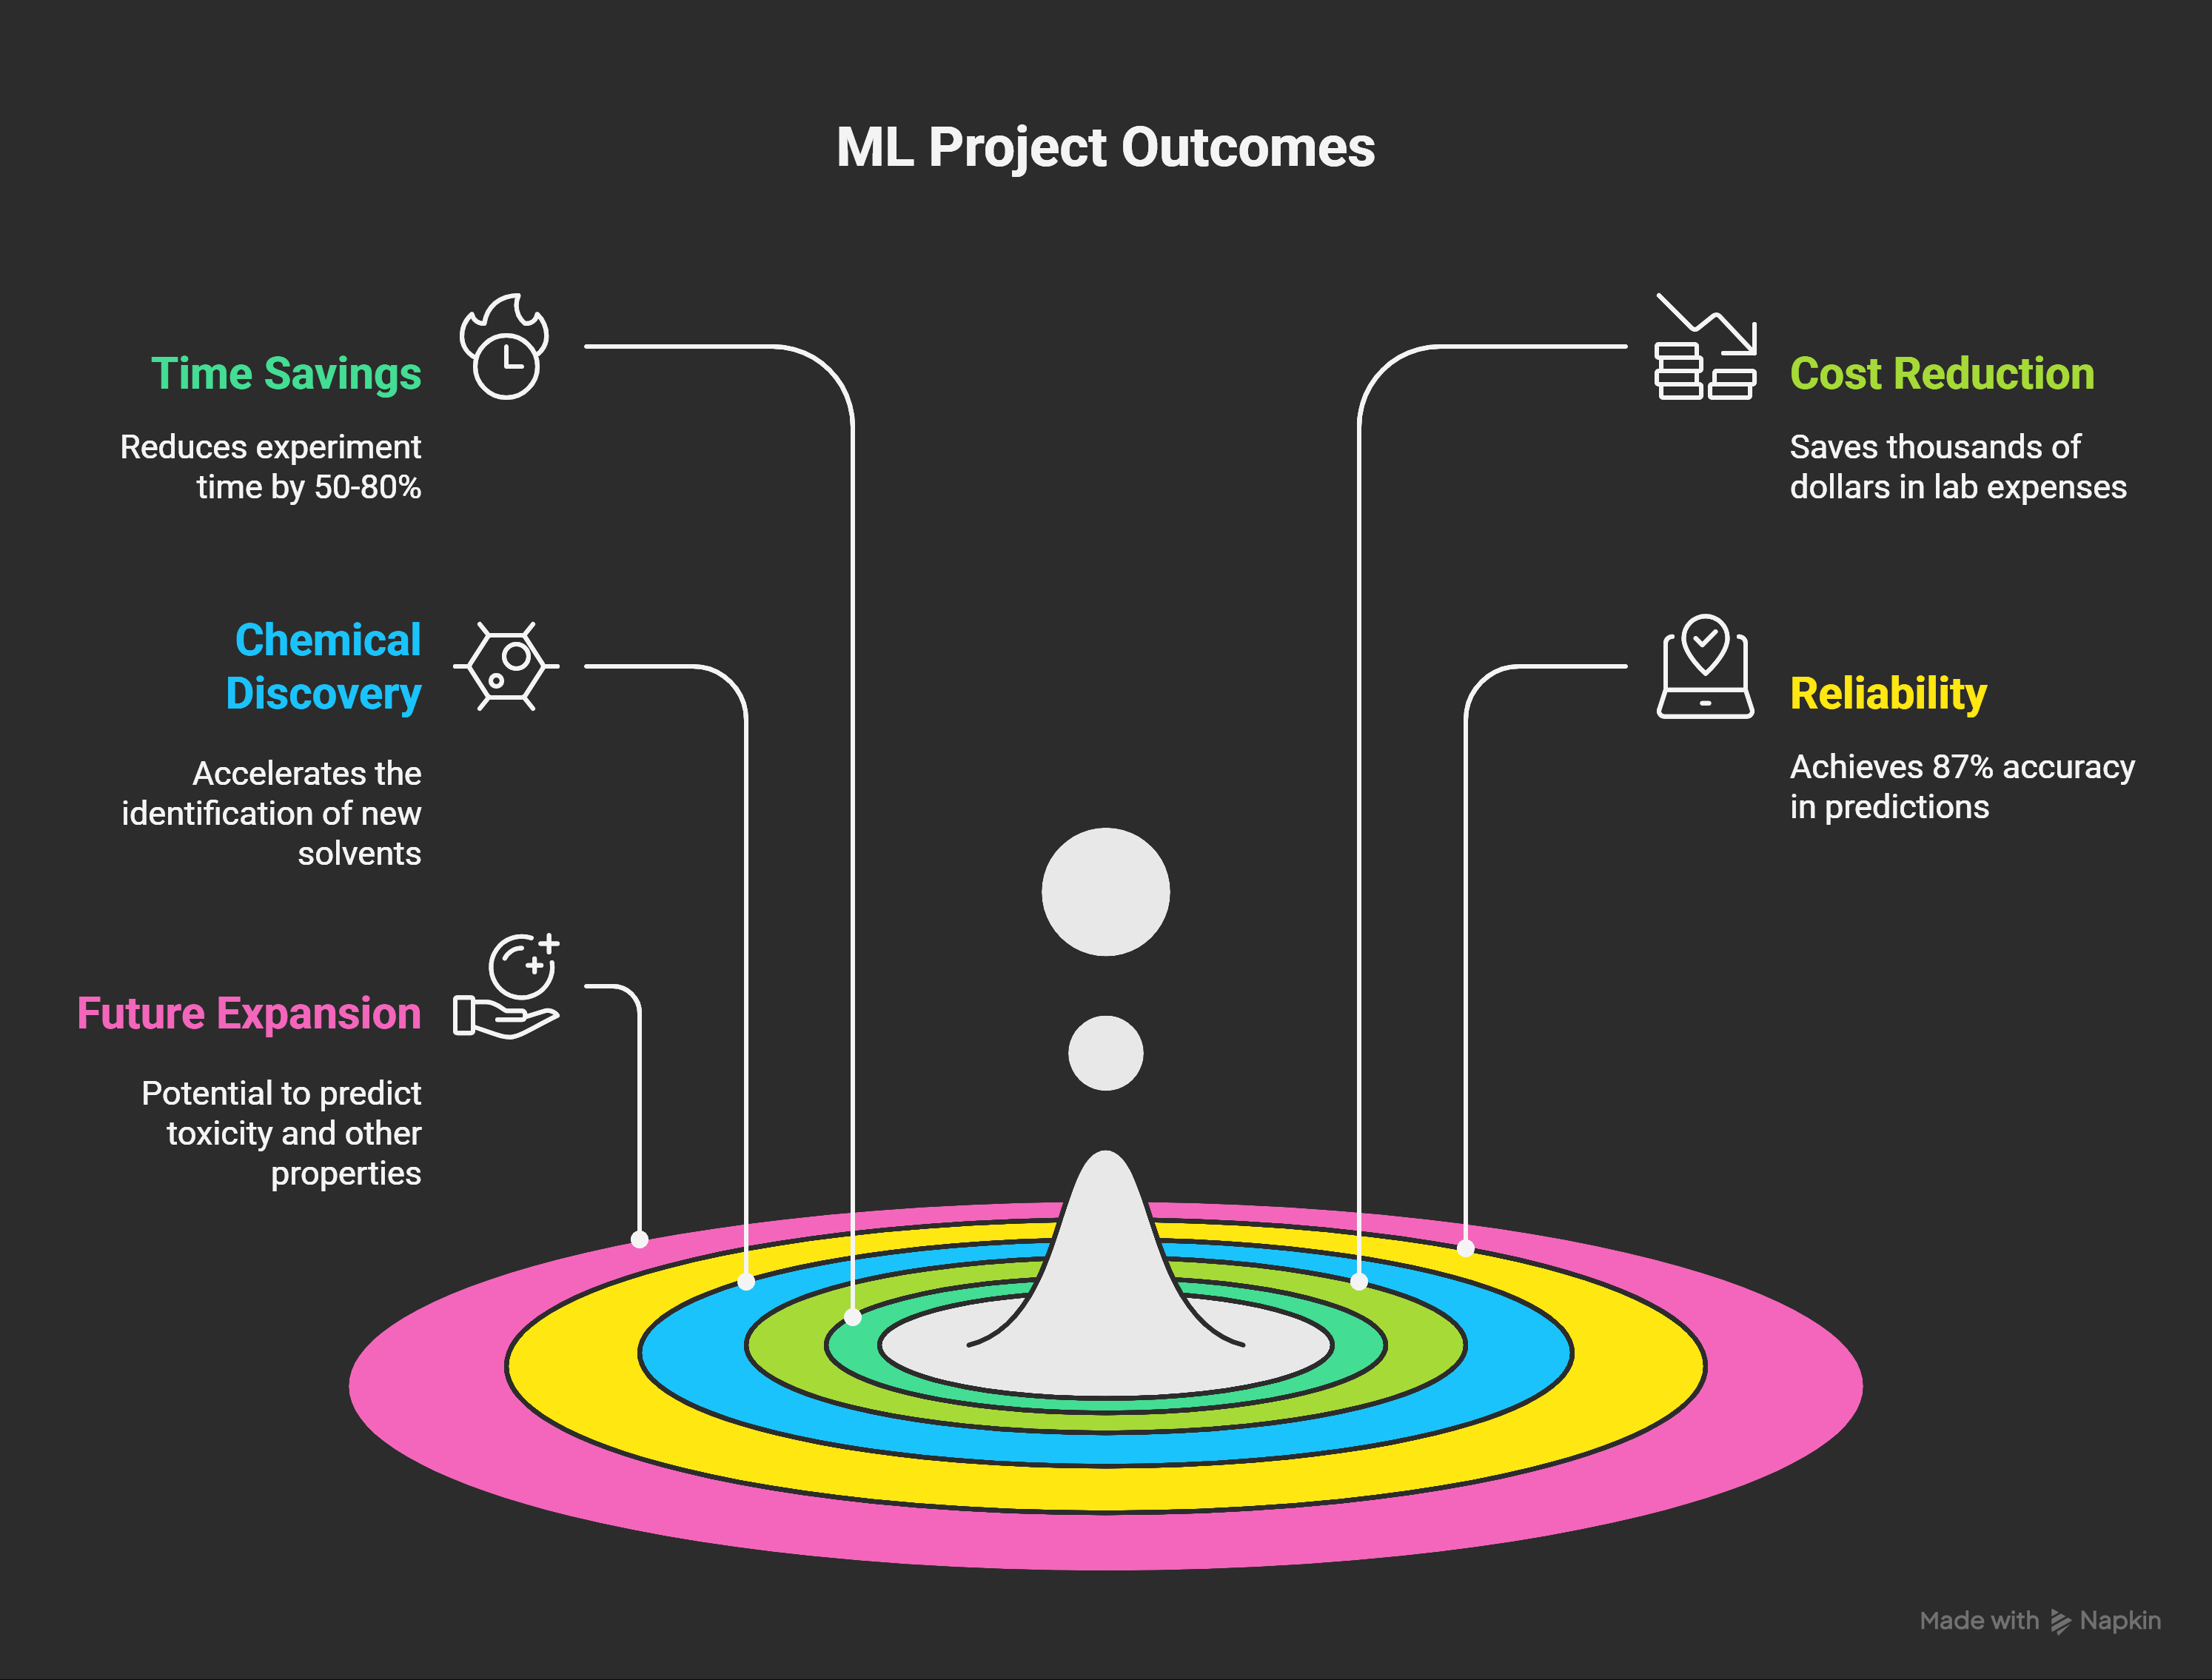 ML Project Outcomes
Time Savings
Reduces experiment
time by 50-80%
Cost Reduction
Saves thousands of
dollars in lab expenses
Chemical
Discovery
Accelerates the
identification of new
solvents
Reliability
Achieves 87% accuracy
in predictions
Future Expansion
Potential to predict
toxicity and other
properties
Made with Napkin